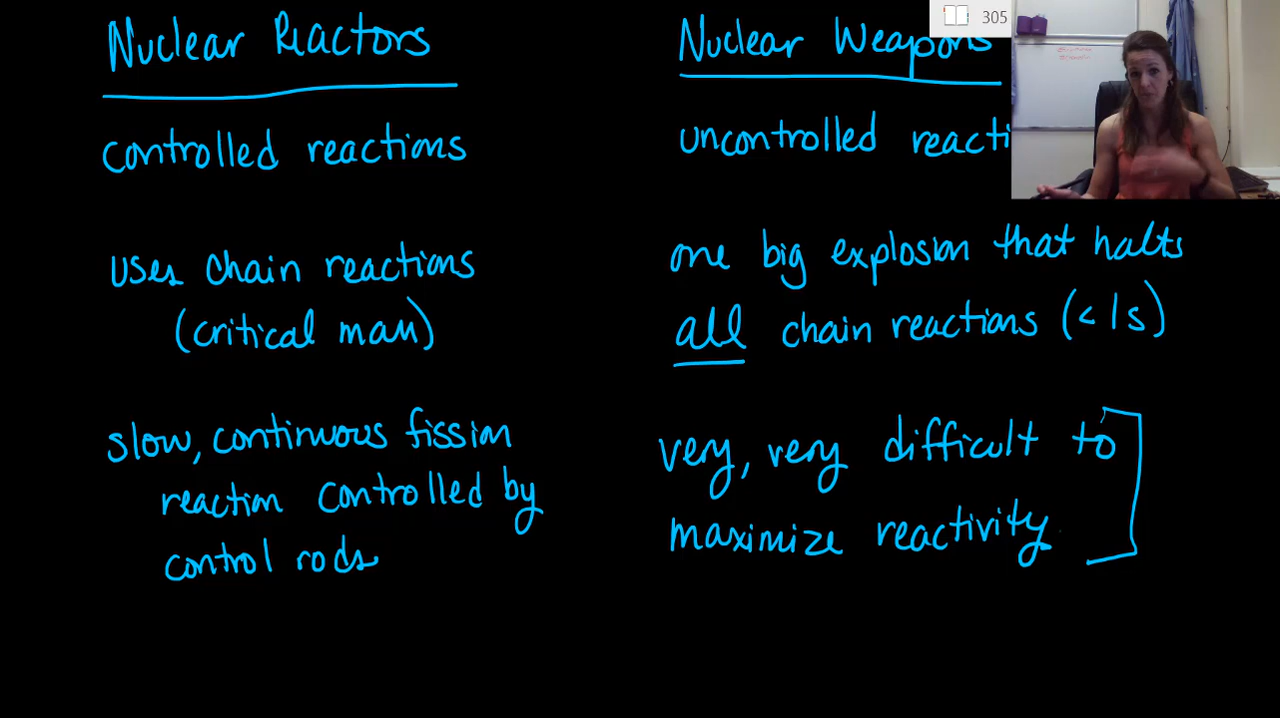 Nuclear Reactors
controlled reactions
uses chain reactions
(critical mass)
slow, continuous fission
reaction controlled by
control rods
305
Nuclear Weapons
uncontrolled reacti
one big explosion that halts
all chain reactions (< 1s)
very, very difficult to
maximize reactivity